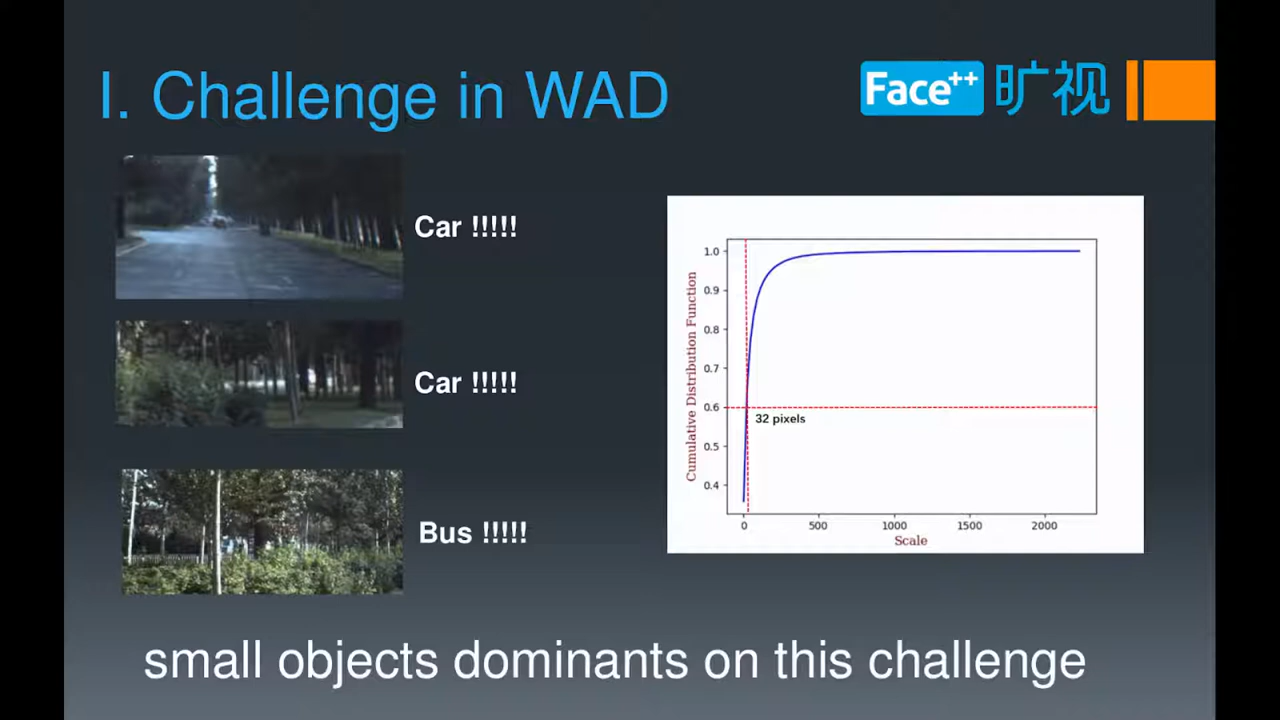 I. Challenge in WAD
Face++ 旷视
Car !!!!!
Car !!!!!
Bus !!!!!
Cumulative Distribution Function
1.0
0.9
0.8
0.7
0.6
0.5
0.4
32 pixels
0 500 1000 1500 2000
Scale
small objects dominants on this challenge